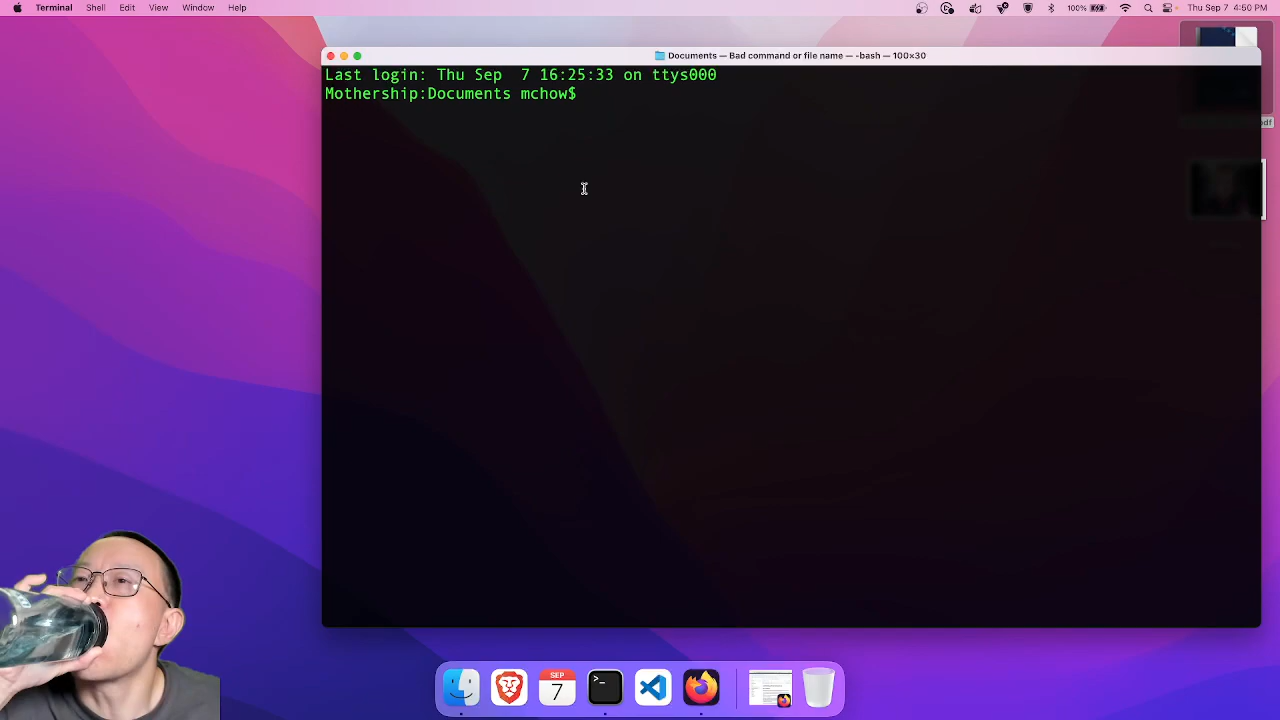 Terminal Shell Edit View Window Help 100% Thu Sep 7 4:50 PM
Documents — Bad command or file name — -bash — 100×30
Last login: Thu Sep  7 16:25:33 on ttys000
Mothership:Documents mchow$
df
SEP
7
>_